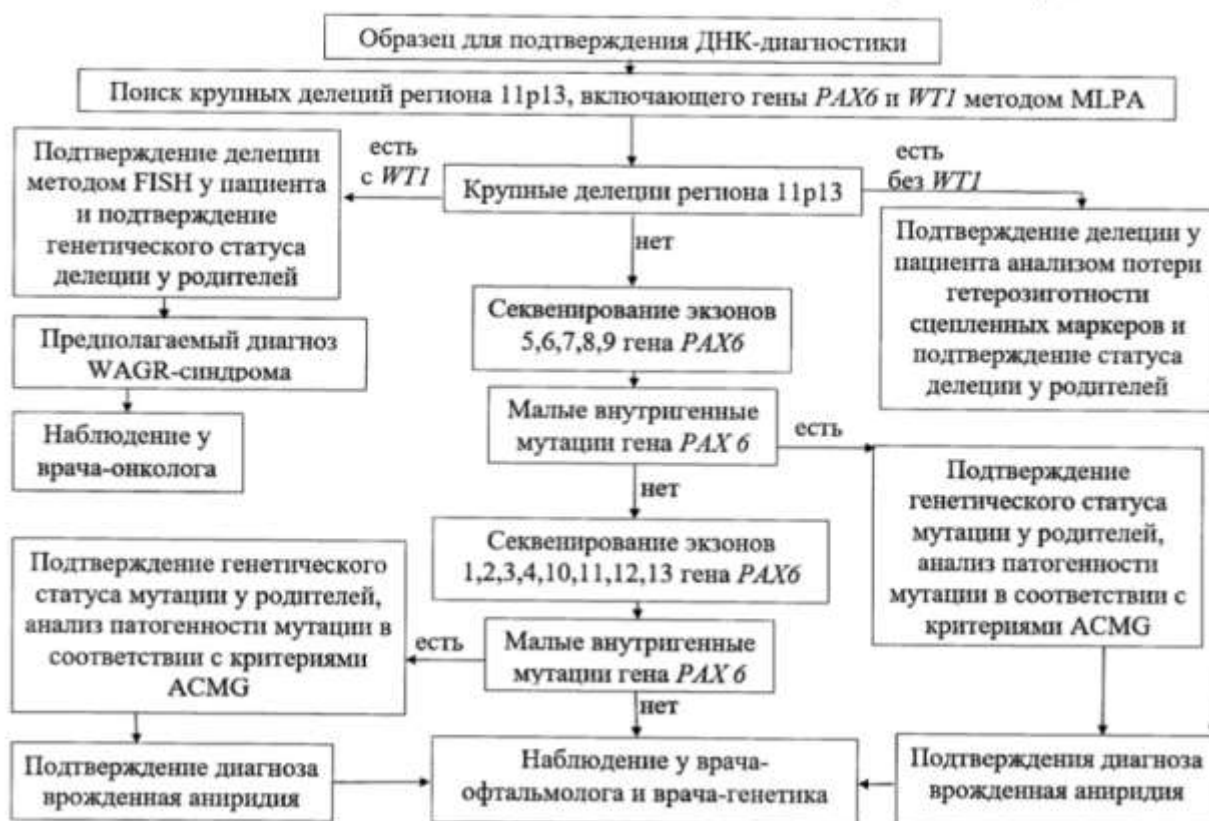 Образец для подтверждения ДНК-диагностики
Поиск крупных делеций региона 11p13, включающего гены PAX6 и WT1 методом MLPA
Подтверждение делеции
методом FISH у пациента
и подтверждение
генетического статуса
делеции у родителей
есть
с WT1
Крупные делеции региона 11p13
есть
без WT1
нет
Подтверждение делеции у
пациента анализом потери
гетерозиготности
сцепленных маркеров и
подтверждение статуса
делеции у родителей
Предполагаемый диагноз
WAGR-синдрома
Наблюдение у
врача-онколога
Секвенирование экзонов
5,6,7,8,9 гена PAX6
Малые внутригенные
мутации гена PAX 6
есть
нет
Подтверждение
генетического статуса
мутации у родителей,
анализ патогенности
мутации в соответствии с
критериями ACMG
Секвенирование экзонов
1,2,3,4,10,11,12,13 гена PAX6
Подтверждение генетического
статуса мутации у родителей,
анализ патогенности мутации в
соответствии с критериями
ACMG
есть
Малые внутригенные
мутации гена PAX 6
нет
Подтверждение диагноза
врожденная аниридия
Наблюдение у врача-
офтальмолога и врача-генетика
Подтверждения диагноза
врожденная аниридия